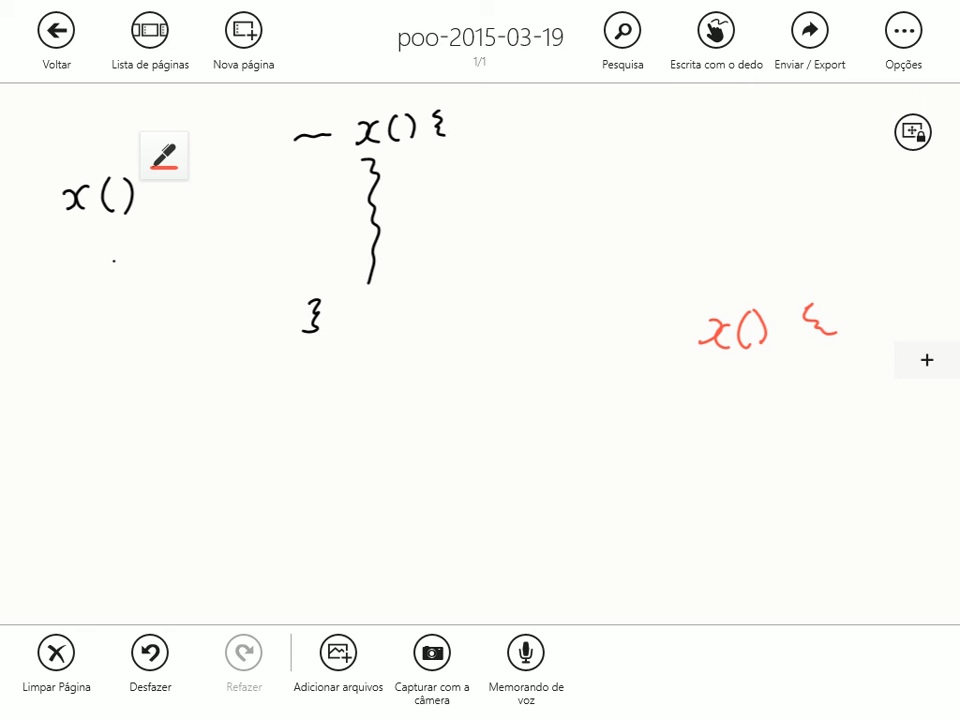 poo-2015-03-19
1/1
Voltar
Lista de páginas
Nova página
Pesquisa
Escrita com o dedo
Enviar / Export
Opções
~ x() {
x()
}
x() {
+
Limpar Página
Desfazer
Refazer
Adicionar arquivos
Capturar com a
câmera
Memorando de
voz